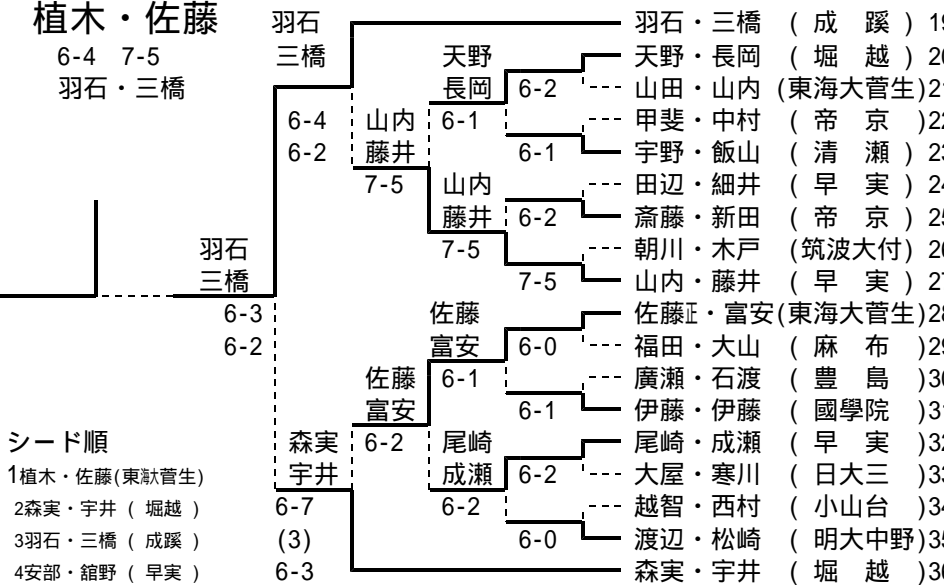 植木・佐藤
6-4 7-5
羽石・三橋
羽石
三橋
6-4
6-2
羽石
三橋
6-3
6-2
山内
藤井
7-5
天野
長岡
6-1
山内
藤井
7-5
6-2
6-1
6-2
7-5
佐藤
富安
6-2
佐藤
富安
6-1
尾崎
成瀬
6-2
6-0
6-1
6-2
6-0
森実
宇井
6-7
(3)
6-3
羽石・三橋 ( 成 蹊 )
天野・長岡 ( 堀 越 )
山田・山内 (東海大菅生)21
甲斐・中村 ( 帝 京 )
宇野・飯山 ( 清 瀬 )
田辺・細井 ( 早 実 )
斎藤・新田 ( 帝 京 )
朝川・木戸 (筑波大付)
山内・藤井 ( 早 実 )
佐藤正・富安(東海大菅生)
福田・大山 ( 麻 布 )
廣瀬・石渡 ( 豊 島 )
伊藤・伊藤 ( 國學院 )
尾崎・成瀬 ( 早 実 )
大屋・寒川 ( 日大三 )
越智・西村 ( 小山台 )
渡辺・松崎 ( 明大中野)
森実・宇井 ( 堀 越 )
シード順
1植木・佐藤(東海大菅生)
2森実・宇井 ( 堀越 )
3羽石・三橋 ( 成蹊 )
4安部・舘野 ( 早実 )